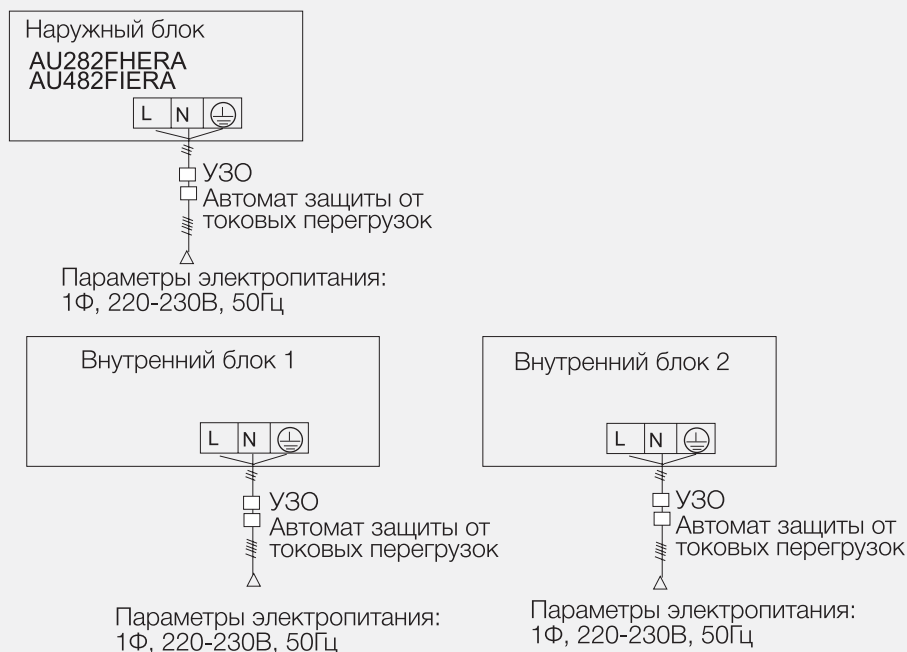 Наружный блок
AU282FHERA
AU482FIERA
L N
УЗО
Автомат защиты от
токовых перегрузок
Параметры электропитания:
1Ф, 220-230В, 50Гц
Внутренний блок 1
L N
УЗО
Автомат защиты от
токовых перегрузок
Параметры электропитания:
1Ф, 220-230В, 50Гц
Внутренний блок 2
L N
УЗО
Автомат защиты от
токовых перегрузок
Параметры электропитания:
1Ф, 220-230В, 50Гц